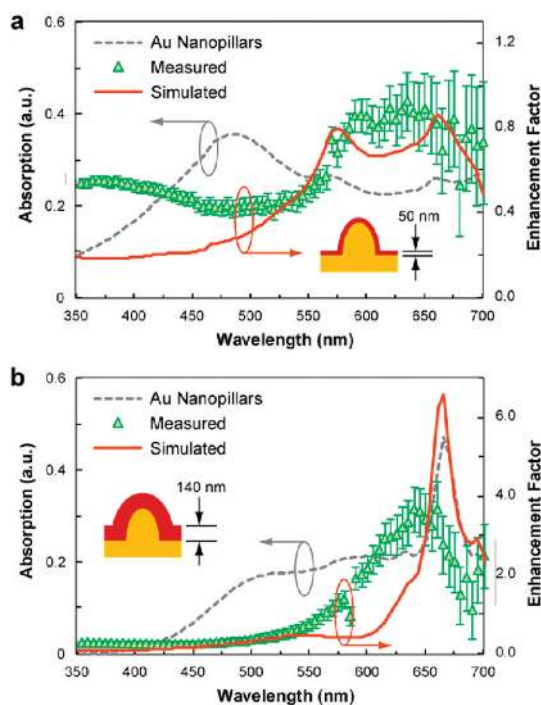 a
0.6
0.4
0.2
0
Absorption (a.u.)
Au Nanopillars
Measured
Simulated
50 nm
1.2
0.8
0.4
0.0
Enhancement Factor
350 400 450 500 550 600 650 700
Wavelength (nm)
b
0.6
0.4
0.2
0
Absorption (a.u.)
Au Nanopillars
Measured
Simulated
140 nm
6.0
4.0
2.0
0.0
Enhancement Factor
350 400 450 500 550 600 650 700
Wavelength (nm)